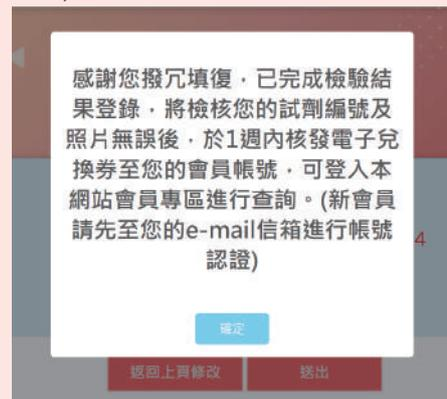 感謝您撥冗填復，已完成檢驗結
果登錄，將檢核您的試劑編號及
照片無誤後，於1週內核發電子兌
換券至您的會員帳號，可登入本
網站會員專區進行查詢。(新會員
請先至您的e-mail信箱進行帳號
認證)
4
確定
返回上頁修改 送出